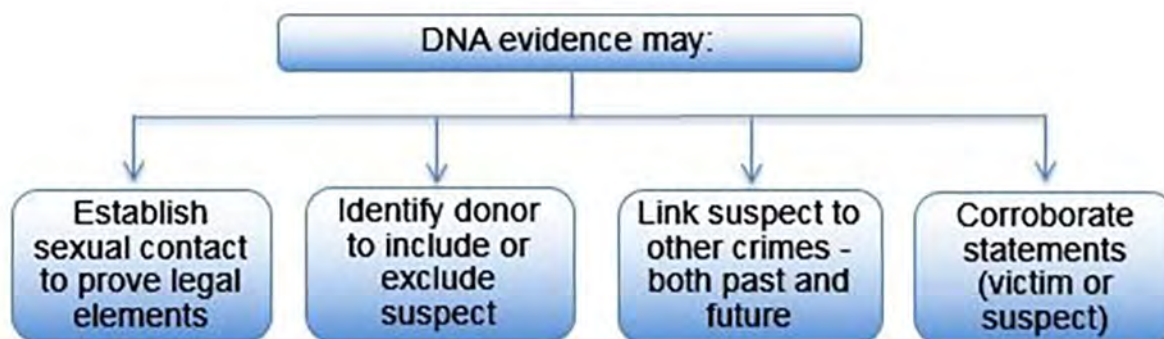 DNA evidence may:
Establish
sexual contact
to prove legal
elements
Identify donor
to include or
exclude
suspect
Link suspect to
other crimes -
both past and
future
Corroborate
statements
(victim or
suspect)